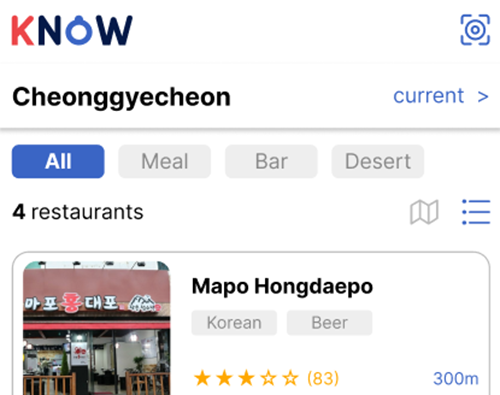 KNOW
Cheonggyecheon
current >
All
Meal
Bar
Desert
4 restaurants
마포홍대포
Mapo Hongdaepo
Korean
Beer
★★★☆☆ (83)
300m